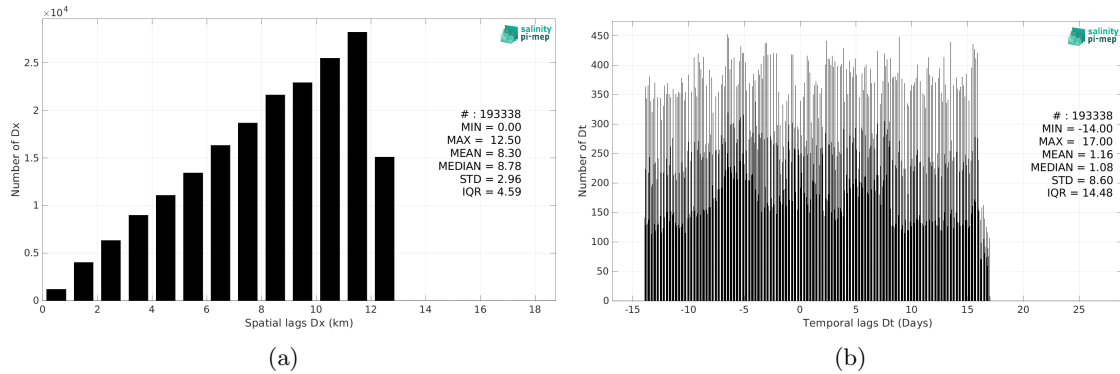 ×10⁴
salinity
pi-mep
2.5
2
1.5
1
0.5
0
Number of Dx
# : 193338
MIN = 0.00
MAX = 12.50
MEAN = 8.30
MEDIAN = 8.78
STD = 2.96
IQR = 4.59
0 2 4 6 8 10 12 14 16 18
Spatial lags Dx (km)
(a)
salinity
pi-mep
450
400
350
300
250
200
150
100
50
0
Number of Dt
# : 193338
MIN = -14.00
MAX = 17.00
MEAN = 1.16
MEDIAN = 1.08
STD = 8.60
IQR = 14.48
-15 -10 -5 0 5 10 15 20 25
Temporal lags Dt (Days)
(b)